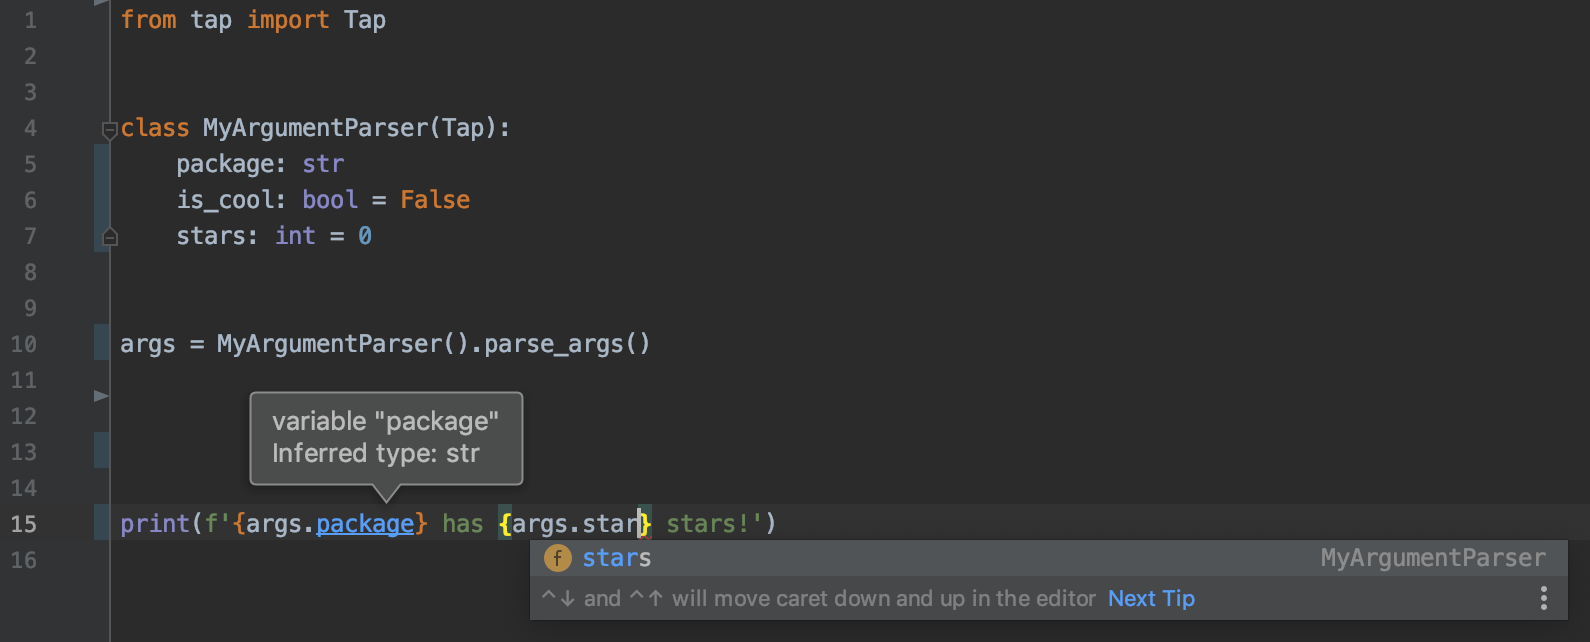 1 from tap import Tap
2
3
4 class MyArgumentParser(Tap):
5     package: str
6     is_cool: bool = False
7     stars: int = 0
8
9
10 args = MyArgumentParser().parse_args()
11
12
variable "package"
Inferred type: str
13
14
15 print(f'{args.package} has {args.star} stars!')
16
f stars MyArgumentParser
^↓ and ^↑ will move caret down and up in the editor Next Tip